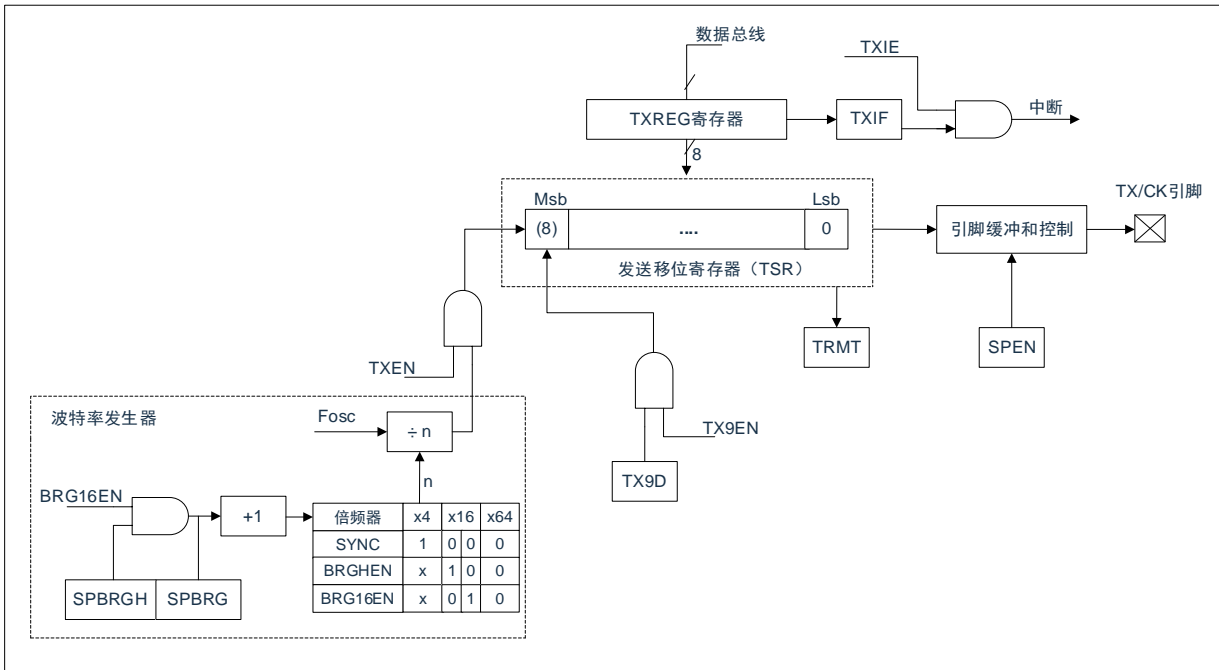 数据总线
TXIE
TXREG寄存器
TXIF
中断
8
Msb
Lsb
TX/CK引脚
(8)
....
0
引脚缓冲和控制
发送移位寄存器（TSR）
TRMT
SPEN
TXEN
波特率发生器
Fosc
÷ n
TX9EN
n
TX9D
BRG16EN
+1
倍频器 x4 x16 x64
SYNC 1 0 0 0
BRGHEN x 1 0 0
BRG16EN x 0 1 0
SPBRGH SPBRG